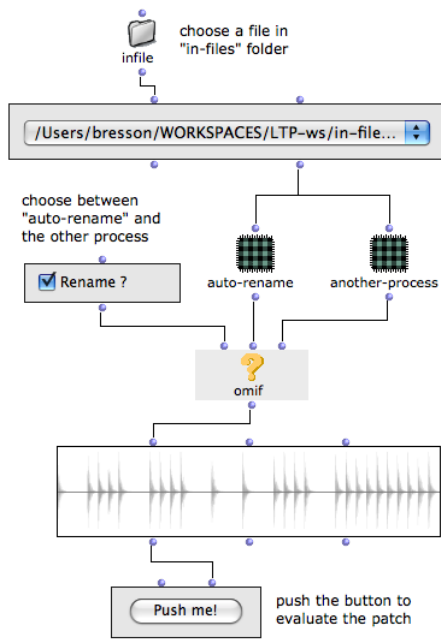 choose a file in
"in-files" folder
infile
/Users/bresson/WORKSPACES/LTP-ws/in-file...
choose between
"auto-rename" and
the other process
Rename ?
auto-rename
another-process
omif
Push me!
push the button to
evaluate the patch